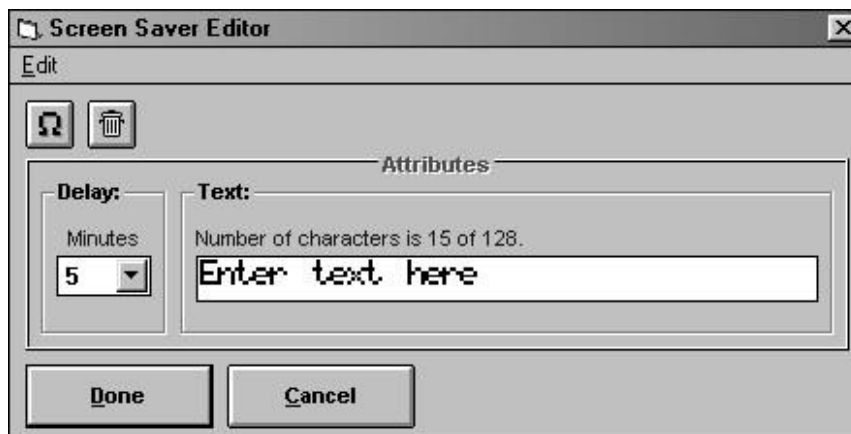 Screen Saver Editor
Edit
Ω
Attributes
Delay:
Text:
Minutes
Number of characters is 15 of 128.
5
Enter text here
Done
Cancel